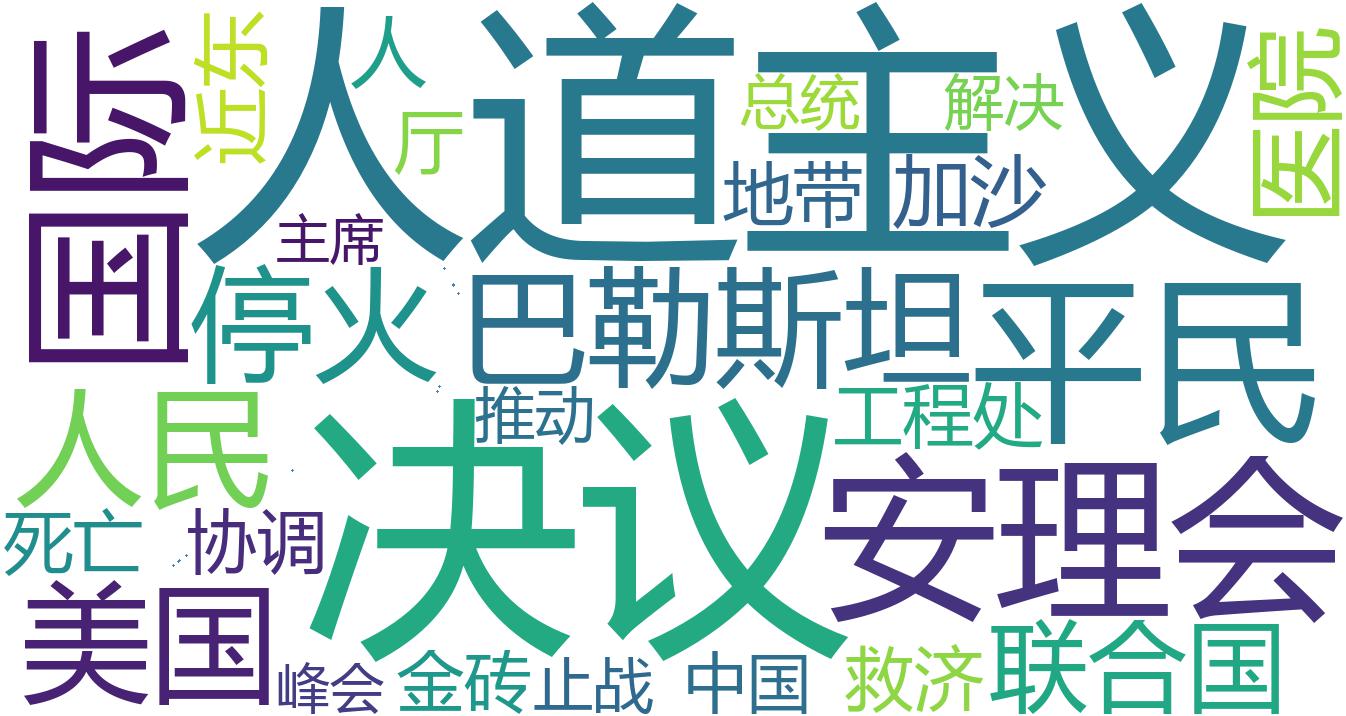 国际
近东
人道主义
人
厅
总统
解决
医院
地带
加沙
主席
停火
巴勒斯坦
平民
人民
推动
工程处
决议
安理会
死亡
协调
美国
联合国
峰会
金砖
止战
中国
救济